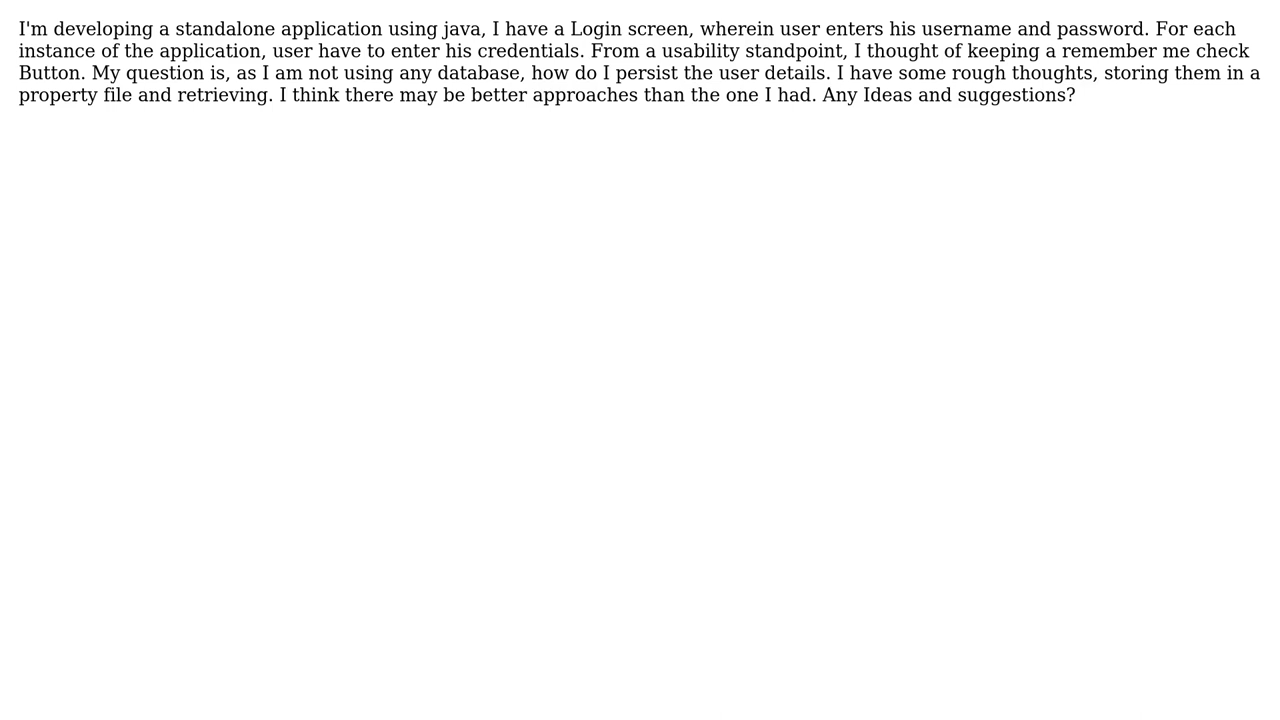 I'm developing a standalone application using java, I have a Login screen, wherein user enters his username and password. For each
instance of the application, user have to enter his credentials. From a usability standpoint, I thought of keeping a remember me check
Button. My question is, as I am not using any database, how do I persist the user details. I have some rough thoughts, storing them in a
property file and retrieving. I think there may be better approaches than the one I had. Any Ideas and suggestions?